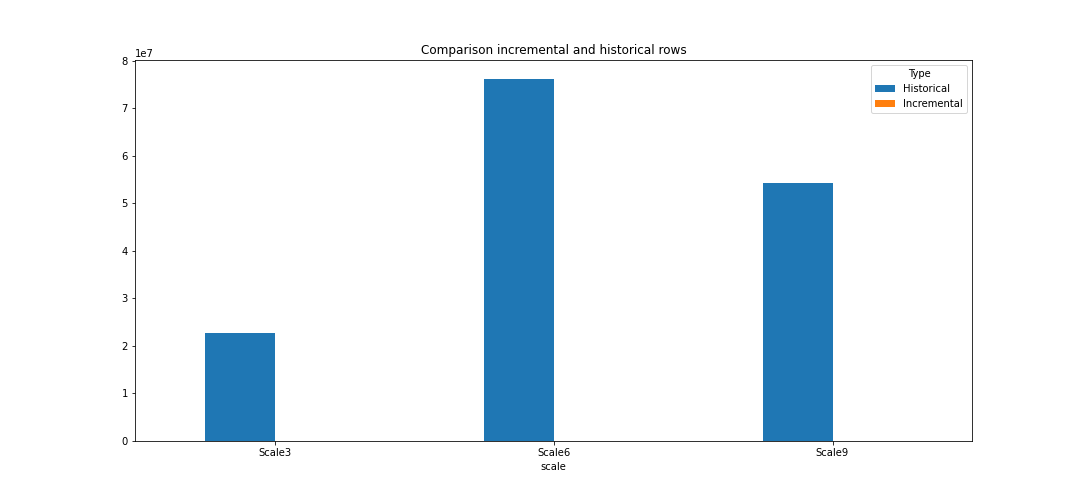 Comparison incremental and historical rows
1e7
8
7
6
5
4
3
2
1
0
Type
Historical
Incremental
Scale3
Scale6
Scale9
scale